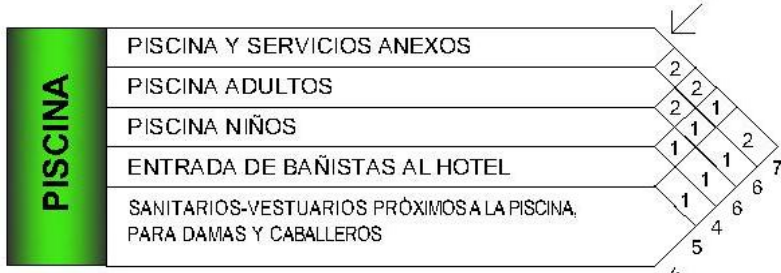 PISCINA
PISCINA Y SERVICIOS ANEXOS
PISCINA ADULTOS
PISCINA NIÑOS
ENTRADA DE BAÑISTAS AL HOTEL
SANITARIOS-VESTUARIOS PRÓXIMOS A LA PISCINA,
PARA DAMAS Y CABALLEROS
2
2 2
1 1
1 1 2
1 1
5 4 6 6 7